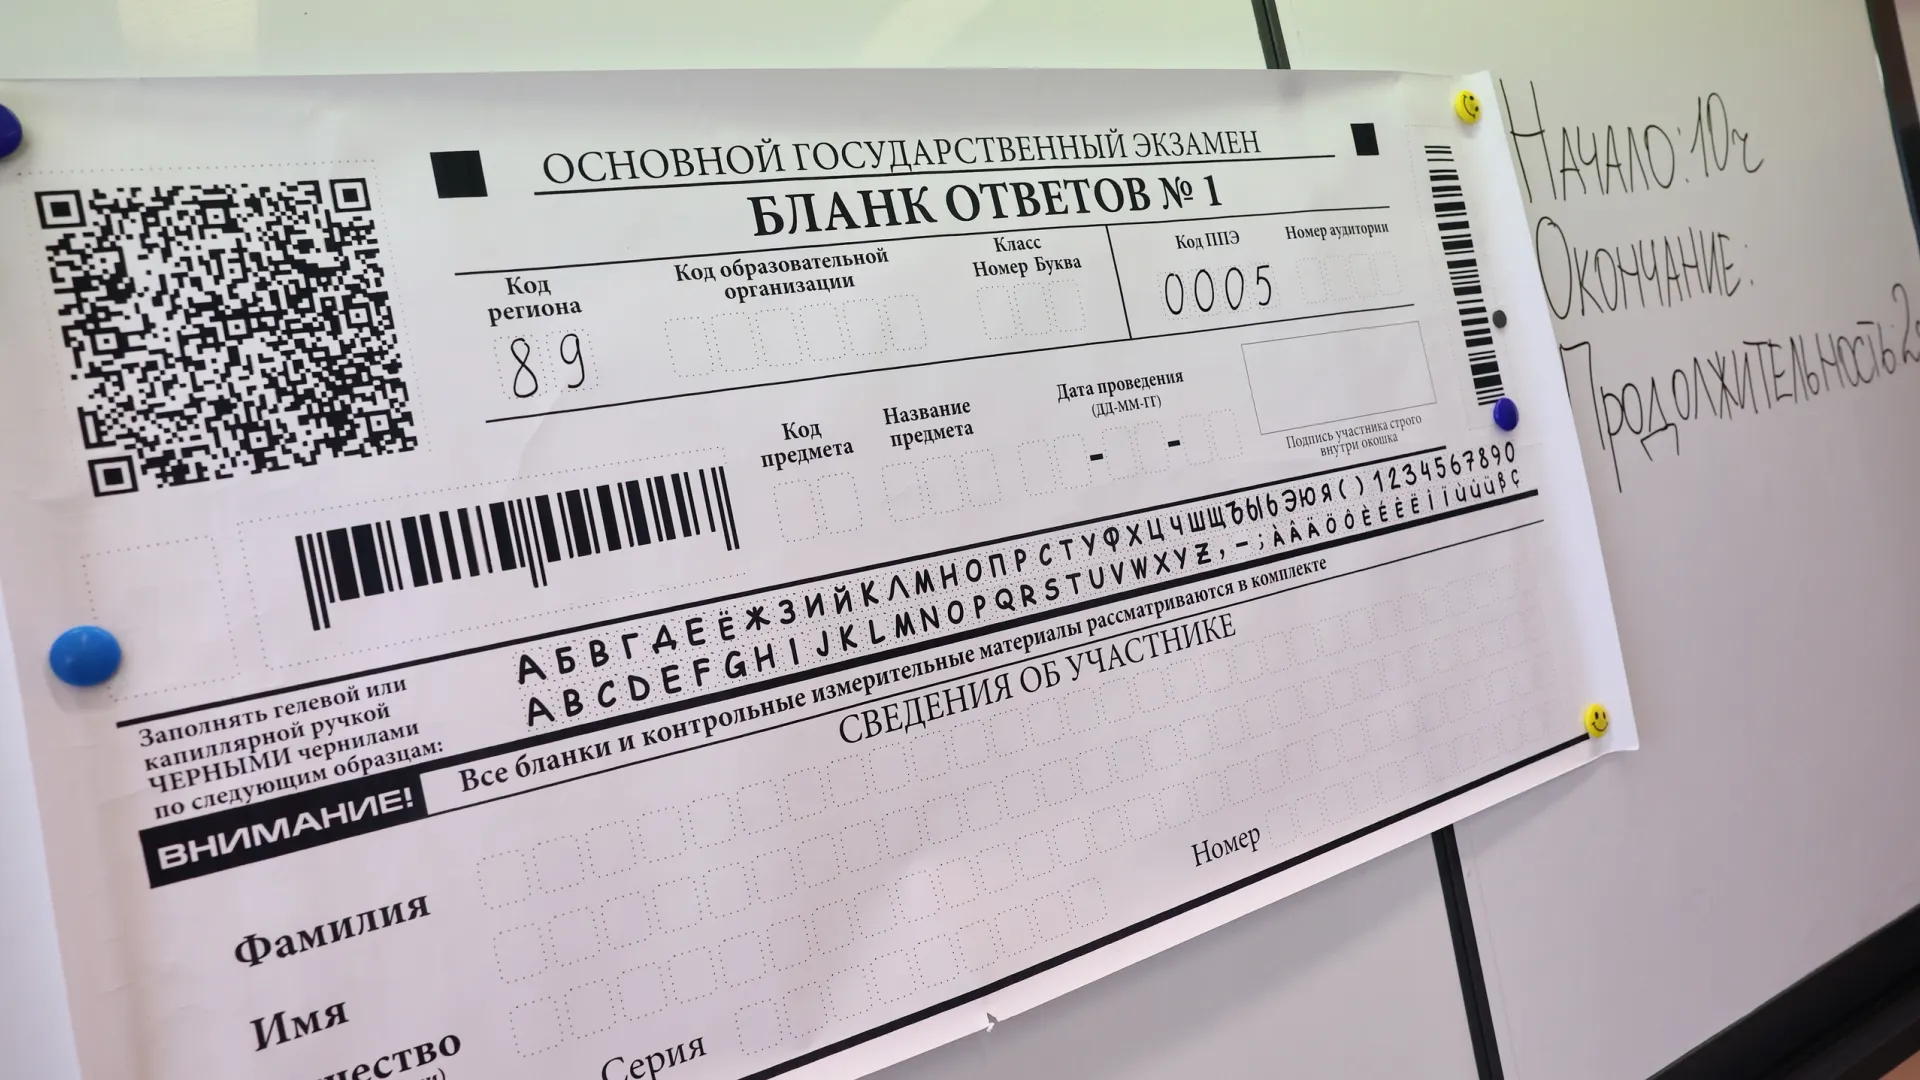 ОСНОВНОЙ ГОСУДАРСТВЕННЫЙ ЭКЗАМЕН
БЛАНК ОТВЕТОВ № 1
Код региона
89
Код образовательной организации
Класс
Номер Буква
Код ППЭ
0005
Номер аудитории
Код предмета
Название предмета
Дата проведения
(ДД-ММ-ГГ)
- -
Подпись участника строго
внутри окошка
Заполнять гелевой или
капиллярной ручкой
ЧЕРНЫМИ чернилами
по следующим образцам:
АБВГДЕЁЖЗИЙКЛМНОПРСТУФХЦЧШЩЪЫЬЭЮЯ()1234567890
ABCDEFGHIJKLMNOPQRSTUVWXYZ,-;ÀÂÄÖÔÈÉÊËÎÏÙÛÜßÇ
ВНИМАНИЕ!
Все бланки и контрольные измерительные материалы рассматриваются в комплекте
СВЕДЕНИЯ ОБ УЧАСТНИКЕ
Фамилия
Имя
Серия
Номер
Начало: 10ч
Окончание:
Продолжительность: 2